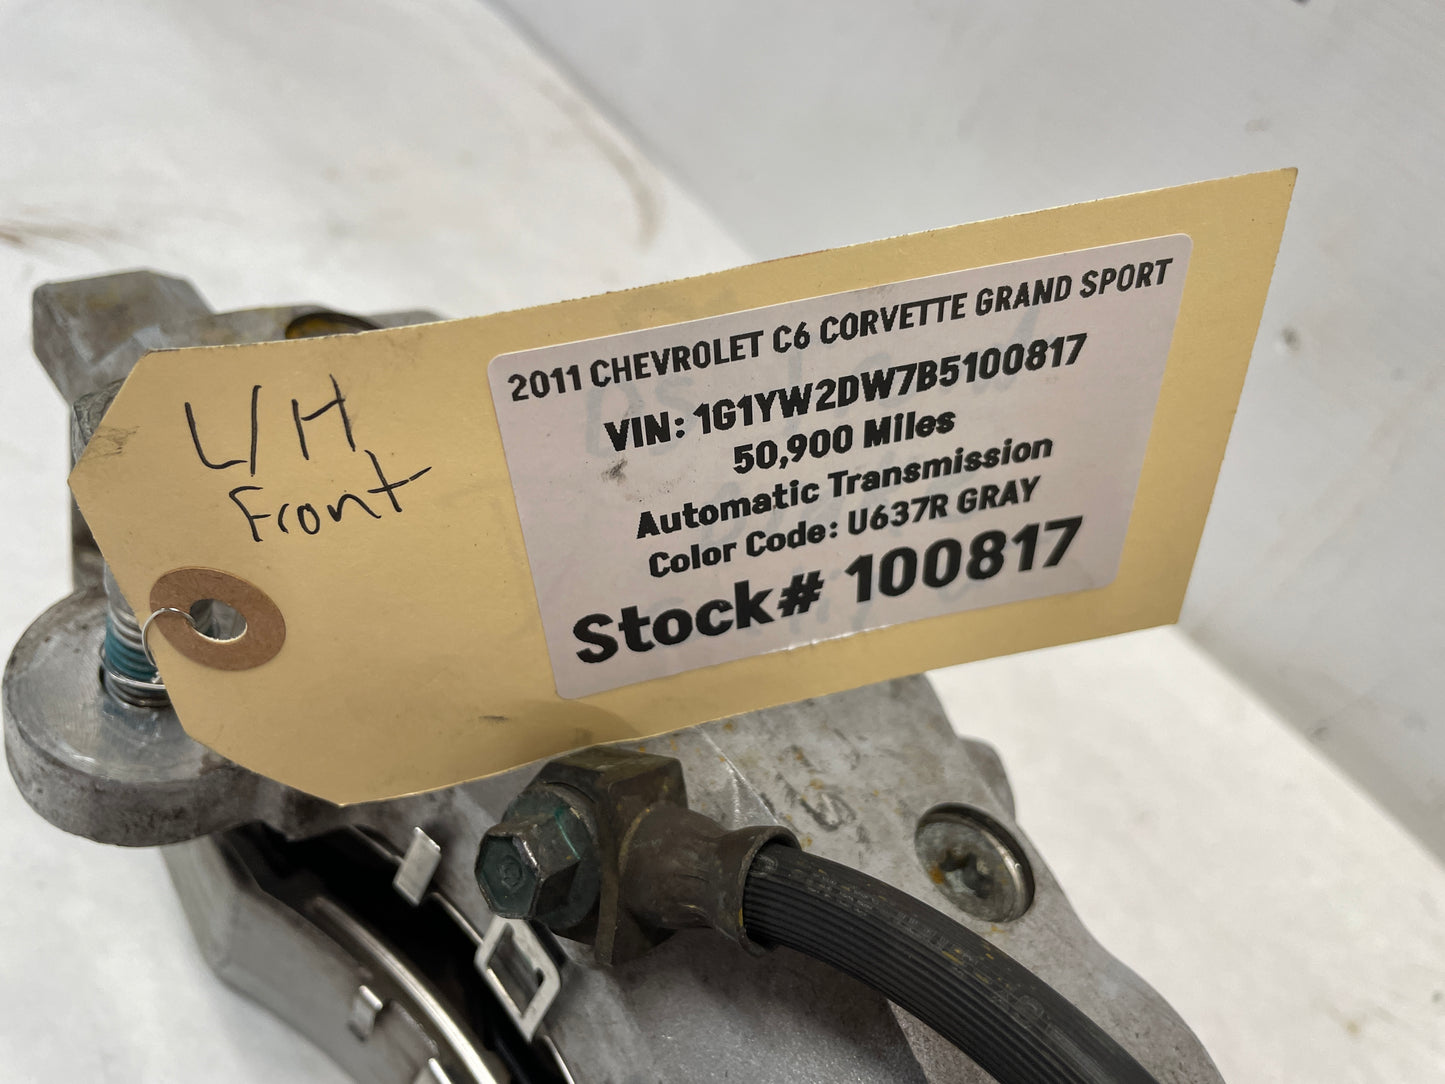 L/H
Front
2011 CHEVROLET C6 CORVETTE GRAND SPORT
VIN: 1G1YW2DW7B5100817
50,900 Miles
Automatic Transmission
Color Code: U637R GRAY
Stock# 100817